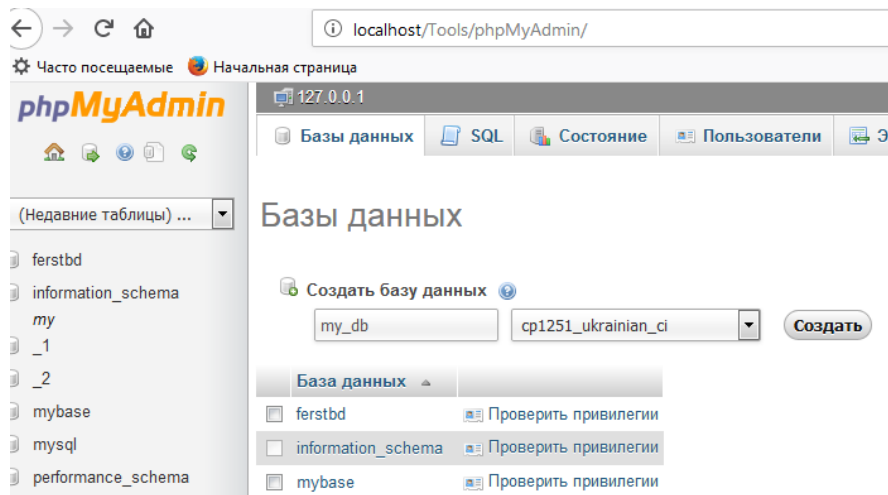 localhost/Tools/phpMyAdmin/
Часто посещаемые Начальная страница
phpMyAdmin
127.0.0.1
Базы данных SQL Состояние Пользователи Э
(Недавние таблицы) ...
ferstbd
information_schema
my
_1
_2
mybase
mysql
performance_schema
Базы данных
Создать базу данных
my_db cp1251_ukrainian_ci Создать
База данных
ferstbd Проверить привилегии
information_schema Проверить привилегии
mybase Проверить привилегии